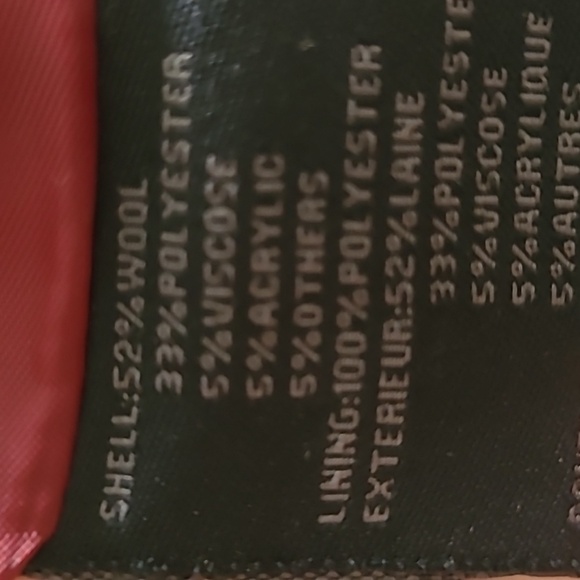 SHELL:52%WOOL
33%POLYESTER
5%VISCOSE
5%ACRYLIC
5%OTHERS
LINING:100%POLYESTER
EXTERIEUR:52%LAINE
33%POLYESTE
5%VISCOSE
5%ACRYLIQUE
5%AUTRES